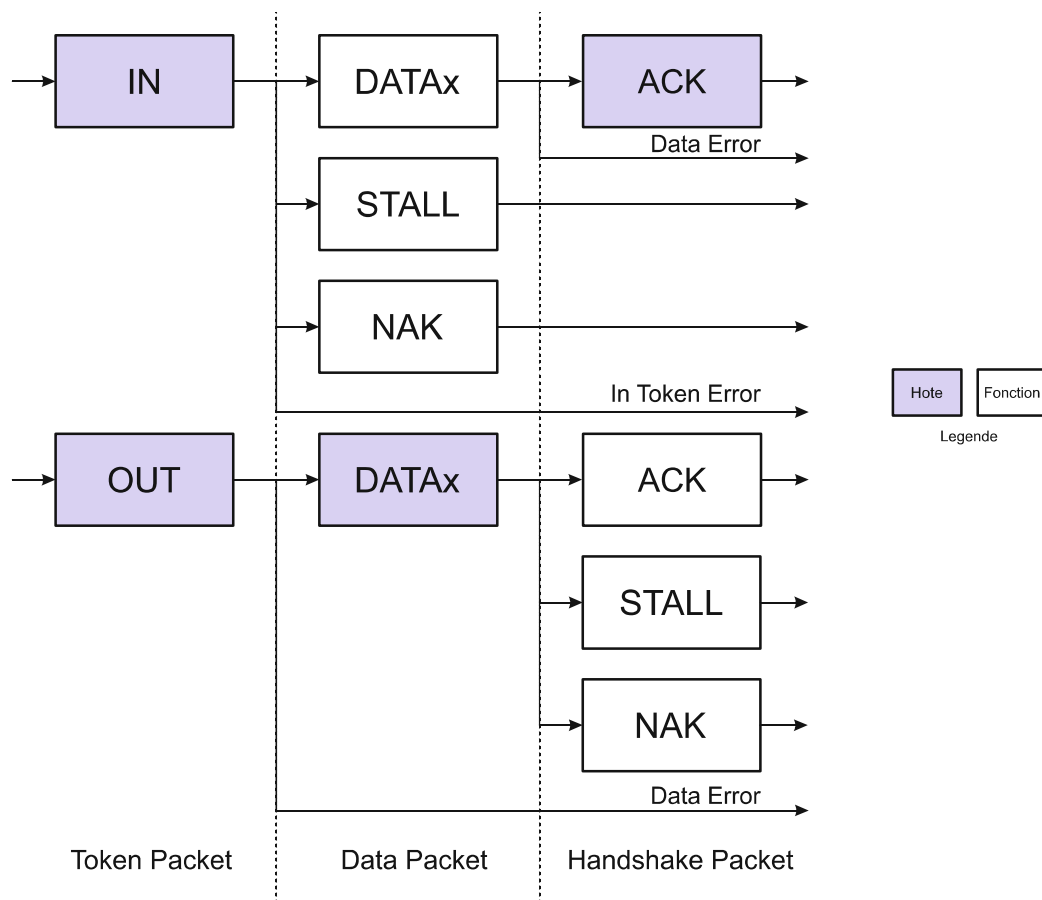 IN
DATAx
ACK
Data Error
STALL
NAK
In Token Error
OUT
DATAx
ACK
STALL
NAK
Data Error
Token Packet
Data Packet
Handshake Packet
Hote
Fonction
Legende